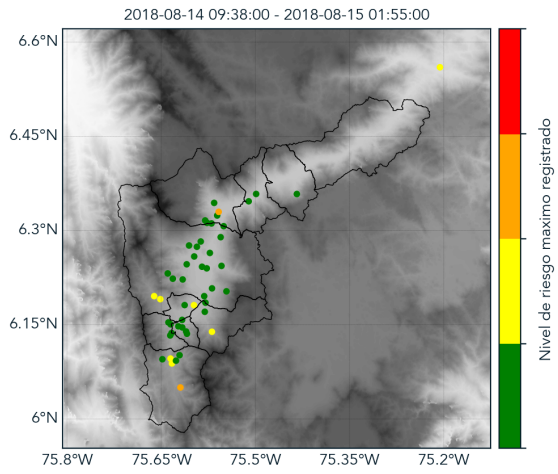 2018-08-14 09:38:00 - 2018-08-15 01:55:00
6.6°N
6.45°N
6.3°N
6.15°N
6°N
75.8°W
75.65°W
75.5°W
75.35°W
75.2°W
Nivel de riesgo maximo registrado